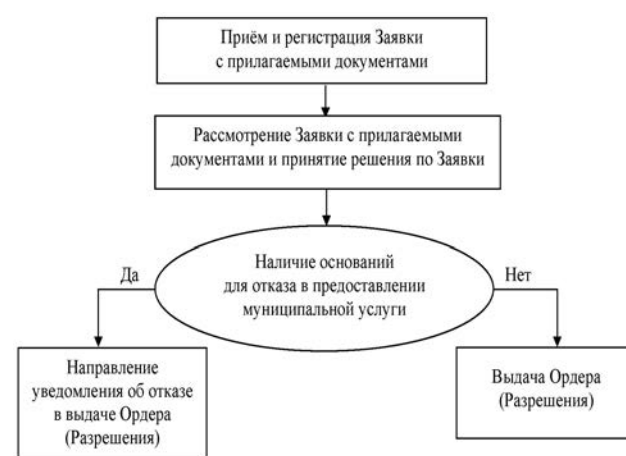 Приём и регистрация Заявки
с прилагаемыми документами
Рассмотрение Заявки с прилагаемыми
документами и принятие решения по Заявки
Наличие оснований
для отказа в предоставлении
муниципальной услуги
Да
Нет
Направление
уведомления об отказе
в выдаче Ордера
(Разрешения)
Выдача Ордера
(Разрешения)